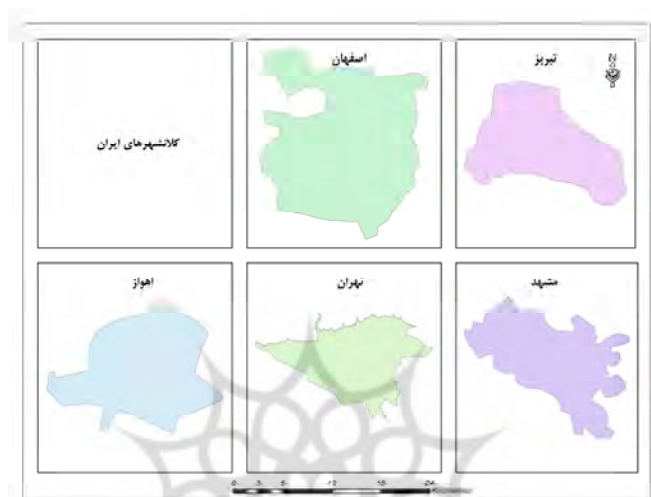 تبریز
اصفهان
کلانشهرهای ایران
مشهد
تهران
اهواز